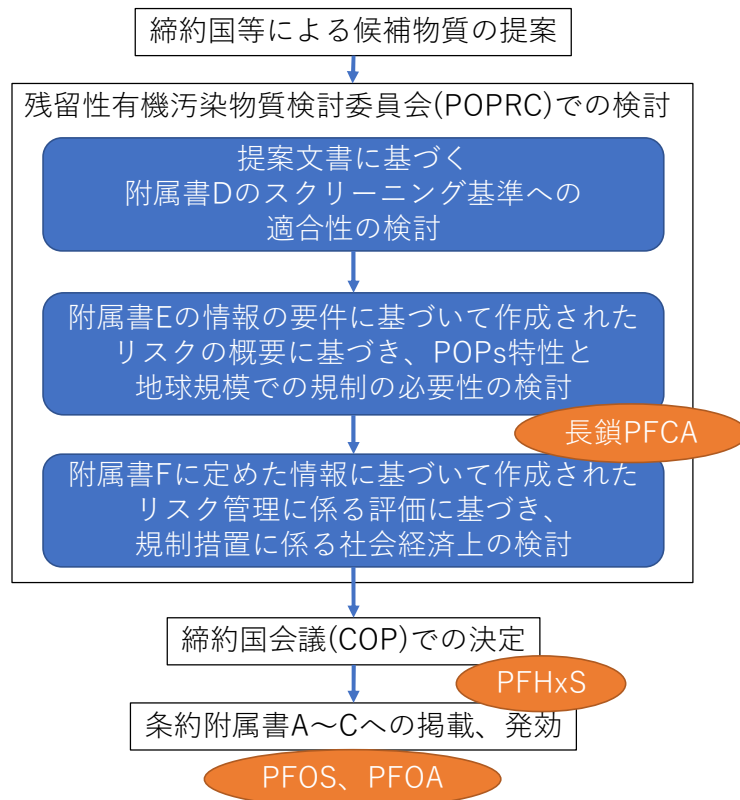 締約国等による候補物質の提案
残留性有機汚染物質検討委員会(POPRC)での検討
提案文書に基づく
附属書Dのスクリーニング基準への
適合性の検討
附属書Eの情報の要件に基づいて作成された
リスクの概要に基づき、POPs特性と
地球規模での規制の必要性の検討
長鎖PFCA
附属書Fに定めた情報に基づいて作成された
リスク管理に係る評価に基づき、
規制措置に係る社会経済上の検討
締約国会議(COP)での決定
PFHxS
条約附属書A～Cへの掲載、発効
PFOS、PFOA